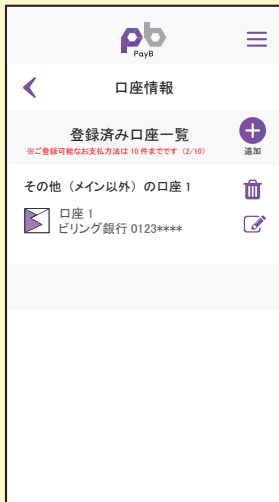 pb
PayB
口座情報
登録済み口座一覧
※ご登録可能なお支払方法は 10 件までです（2/10）
追加
その他（メイン以外）の口座 1
口座 1
ビリング銀行 0123****